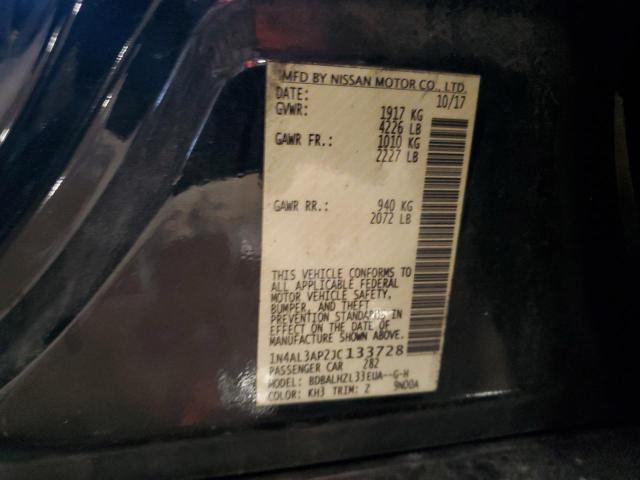 MFD BY NISSAN MOTOR CO., LTD.
DATE: 10/17
GVWR: 1917 KG
4226 LB
GAWR FR.: 1010 KG
2227 LB
GAWR RR.: 940 KG
2072 LB
THIS VEHICLE CONFORMS TO
ALL APPLICABLE FEDERAL
MOTOR VEHICLE SAFETY,
BUMPER, AND THEFT
PREVENTION STANDARDS IN
EFFECT ON THE DATE OF
MANUFACTURE SHOWN ABOVE.
1N4AL3AP2JC133728
PASSENGER CAR 282
MODEL: BDBALHZL33EUA--G-H
COLOR: KH3 TRIM: Z 9N00A